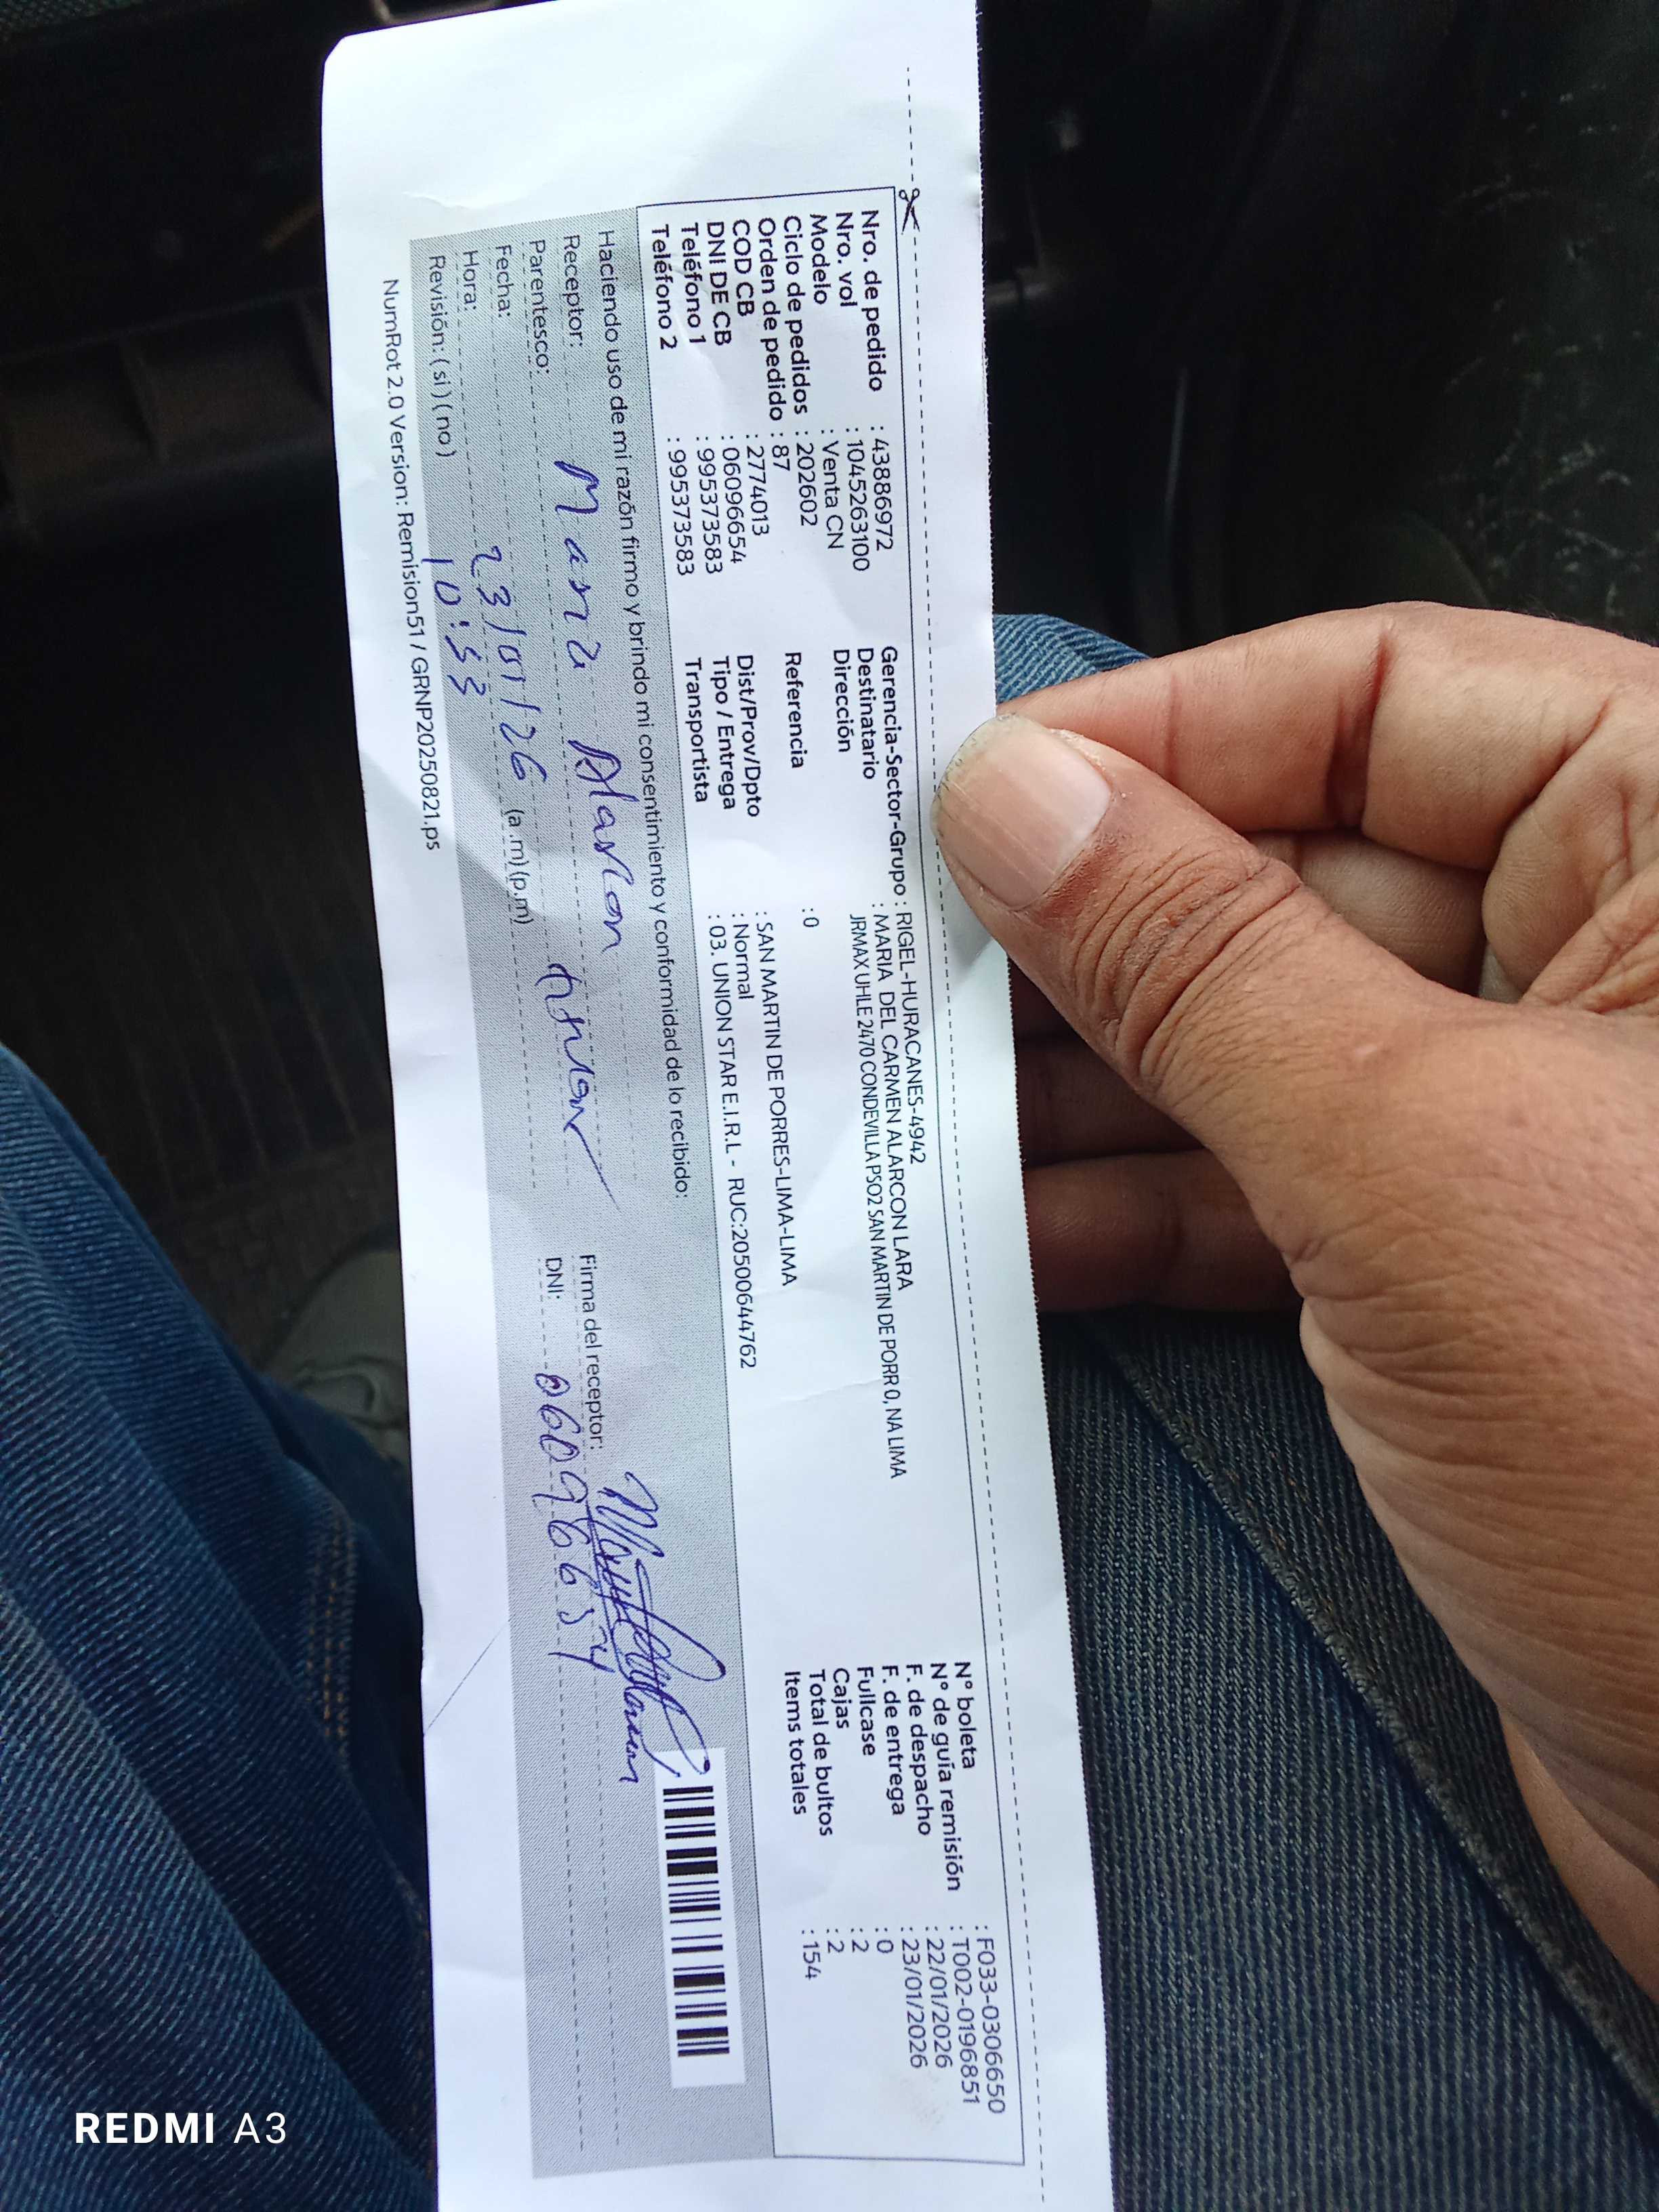 Nro. de pedido : 43886972
Nro. vol : 1045263100
Modelo : Venta CN
Ciclo de pedidos : 202602
Orden de pedido : 87
COD CB : 2774013
DNI DE CB : 06096654
Teléfono 1 : 995373583
Teléfono 2 : 995373583
Gerencia-Sector-Grupo : RIGEL-HURACANES-4942
Destinatario : MARIA DEL CARMEN ALARCON LARA
Dirección JRMAX UHLE 2470 CONDEVILLA PSO2 SAN MARTIN DE PORR 0, NA LIMA
Referencia : 0
Dist/Prov/Dpto : SAN MARTIN DE PORRES-LIMA-LIMA
Tipo / Entrega : Normal
Transportista : 03. UNION STAR E.I.R.L - RUC:20500644762
N° boleta : F033-0306650
N° de guía remisión : T002-0196851
F. de despacho : 22/01/2026
F. de entrega : 23/01/2026
Fullcase : 0
Cajas : 2
Total de bultos : 2
Items totales : 154
Haciendo uso de mi razón firmo y brindo mi consentimiento y conformidad de lo recibido:
Receptor: Maria Alarcon
Parentesco:
Fecha: 23/01/26
Hora: 10:33 (a.m) (p.m)
Revisión: ( si ) ( no )
Firma del receptor:
DNI: 06096654
NumRot 2.0 Version: Remision51 / GRNP20250821.ps
REDMI A3